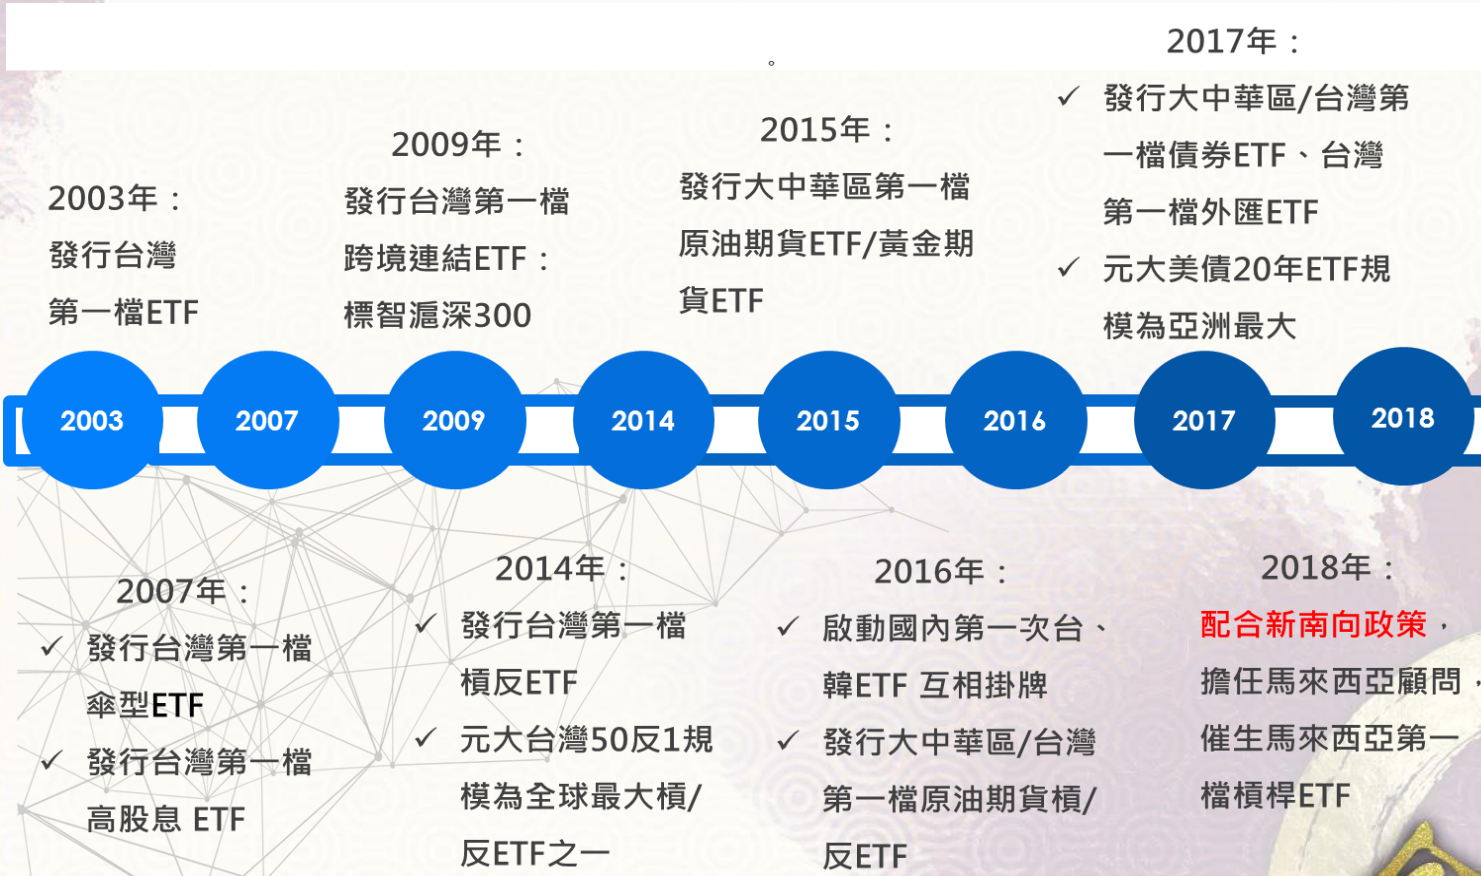 。
2003年：
發行台灣
第一檔ETF
2009年：
發行台灣第一檔
跨境連結ETF：
標智滬深300
2015年：
發行大中華區第一檔
原油期貨ETF/黃金期
貨ETF
2017年：
✓ 發行大中華區/台灣第
一檔債券ETF、台灣
第一檔外匯ETF
✓ 元大美債20年ETF規
模為亞洲最大
2003
2007
2009
2014
2015
2016
2017
2018
2007年：
✓ 發行台灣第一檔
傘型ETF
✓ 發行台灣第一檔
高股息 ETF
2014年：
✓ 發行台灣第一檔
槓反ETF
✓ 元大台灣50反1規
模為全球最大槓/
反ETF之一
2016年：
✓ 啟動國內第一次台、
韓ETF 互相掛牌
✓ 發行大中華區/台灣
第一檔原油期貨槓/
反ETF
2018年：
配合新南向政策，
擔任馬來西亞顧問，
催生馬來西亞第一
檔槓桿ETF